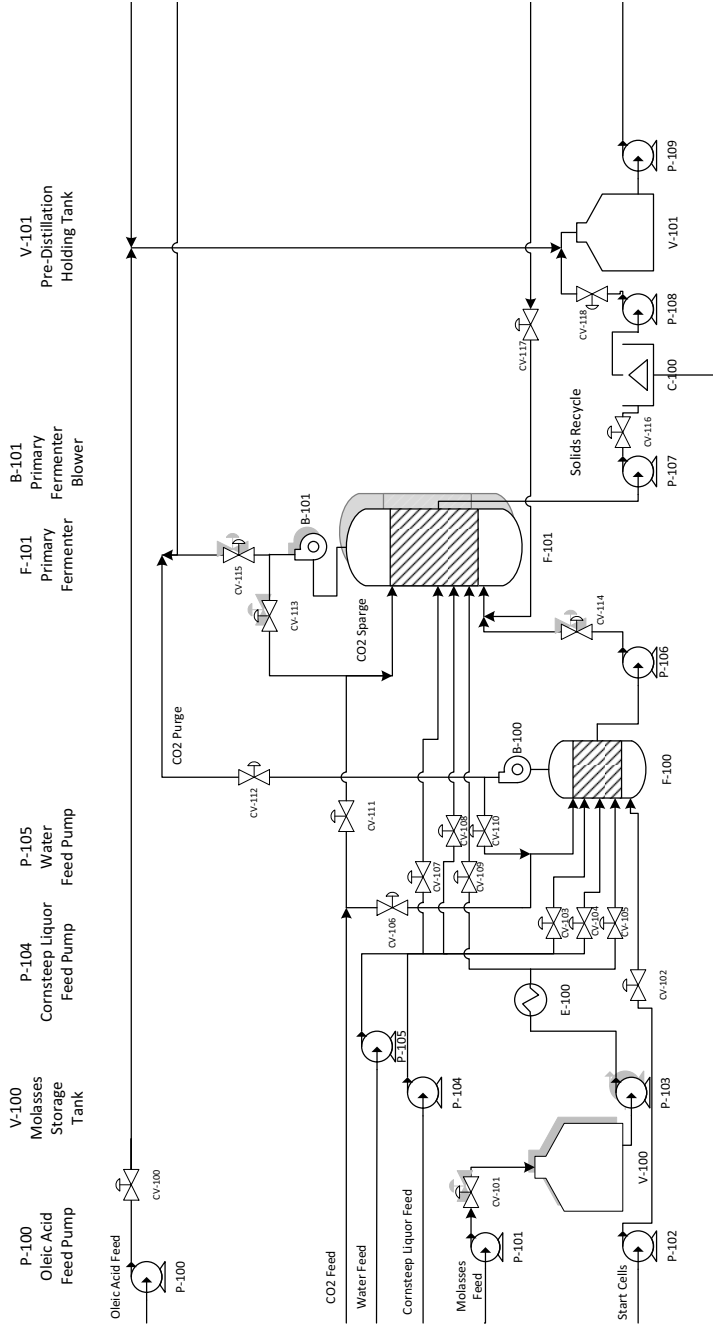 P-100
Oleic Acid
Feed Pump
V-100
Molasses
Storage
Tank
P-104
Cornsteep Liquor
Feed Pump
P-105
Water
Feed Pump
F-101
Primary
Fermenter
B-101
Primary
Fermenter
Blower
V-101
Pre-Distillation
Holding Tank
Oleic Acid Feed
P-100
CV-100
CO2 Purge
CV-112
CV-115
CV-113
B-101
CO2 Feed
Water Feed
Cornsteep Liquor Feed
P-105
P-104
CV-106
CV-111
CO2 Sparge
CV-107
CV-108
CV-109
CV-110
B-100
F-101
Molasses
Feed
P-101
CV-101
V-100
P-103
E-100
CV-103
CV-104
CV-105
CV-102
F-100
CV-114
P-106
CV-117
Solids Recycle
CV-116
P-107
C-100
CV-118
P-108
V-101
P-109
Start Cells
P-102